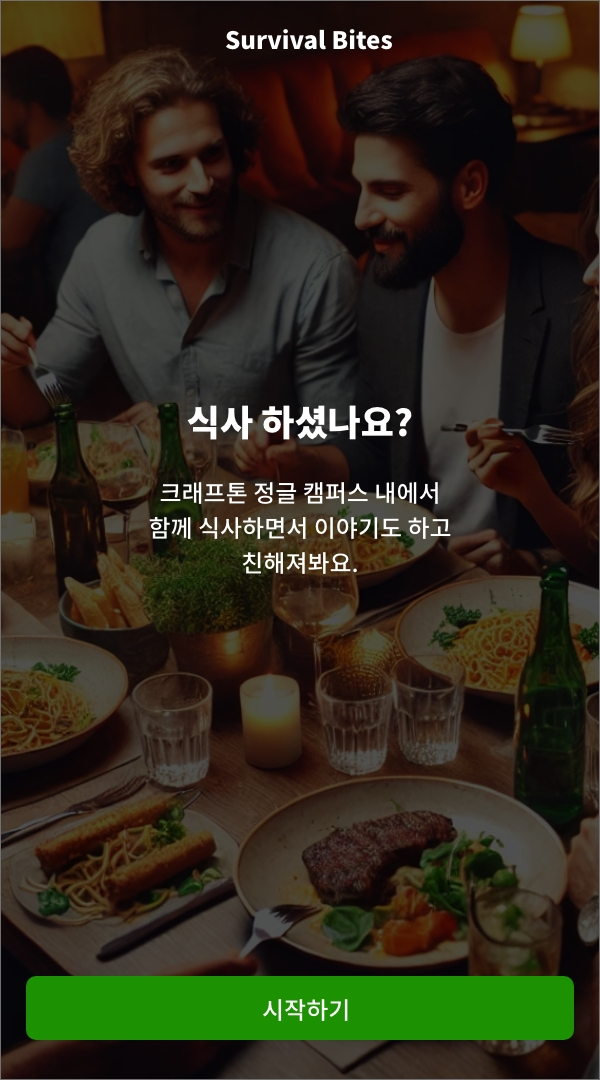 Survival Bites
식사 하셨나요?
크래프톤 정글 캠퍼스 내에서
함께 식사하면서 이야기도 하고
친해져봐요.
시작하기